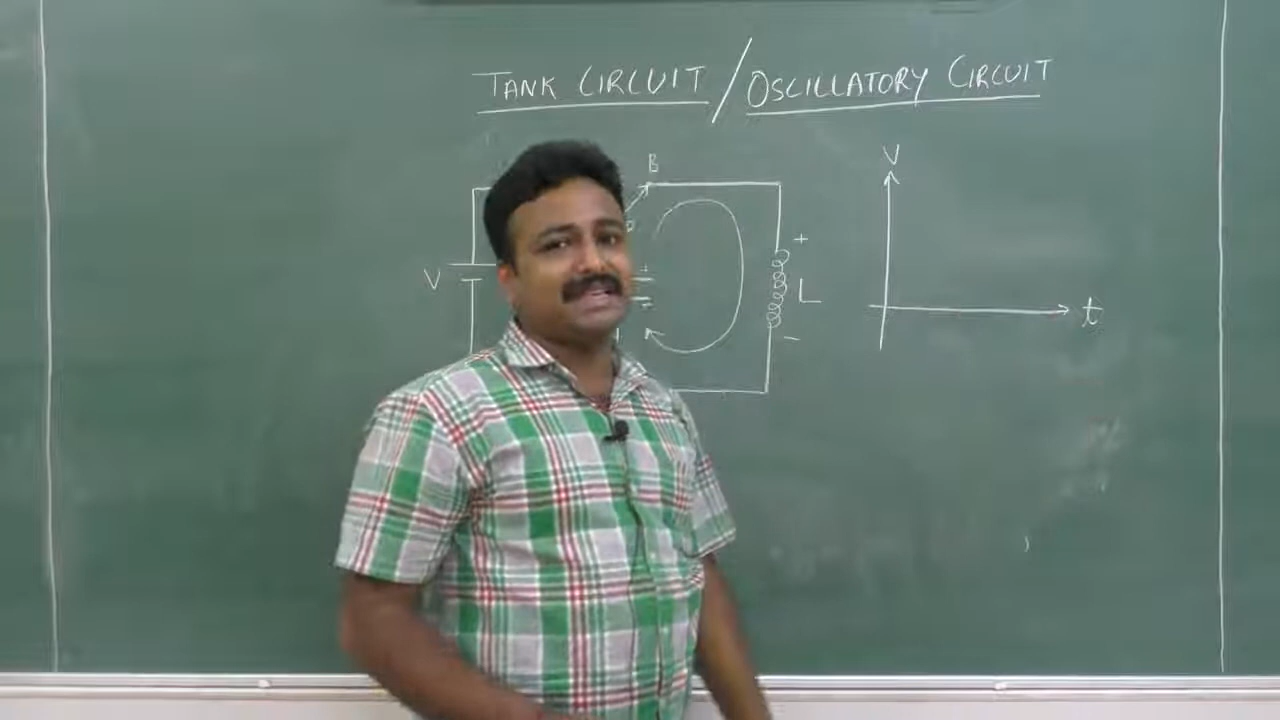 TANK CIRCUIT / OSCILLATORY CIRCUIT
B
V
+
V
+
L
t
-